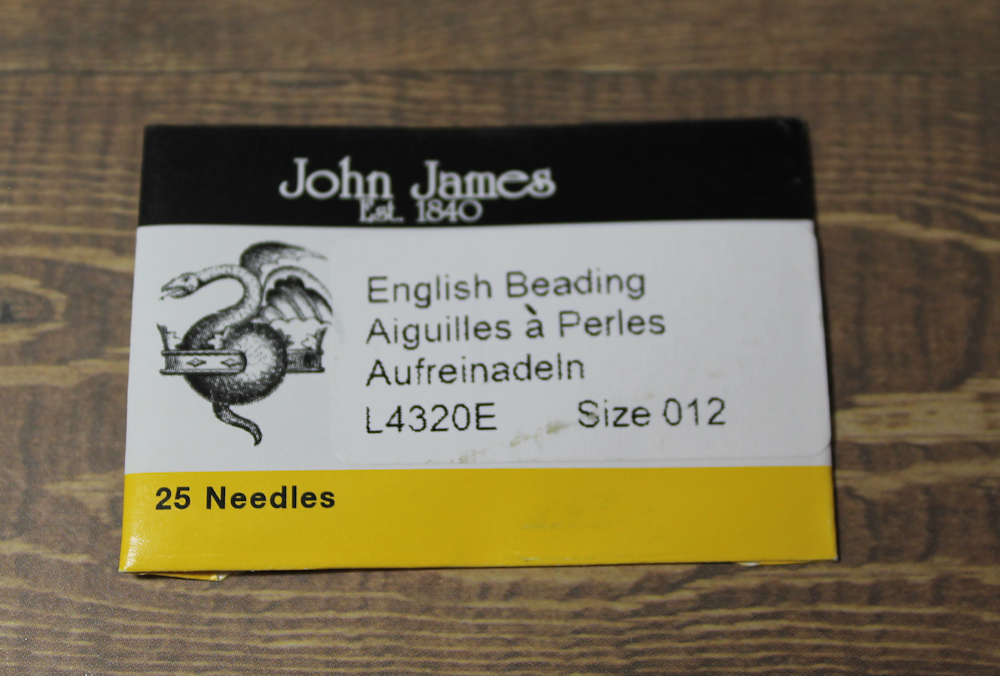 John James
Est. 1840
English Beading
Aiguilles à Perles
Aufreinadeln
L4320E Size 012
25 Needles